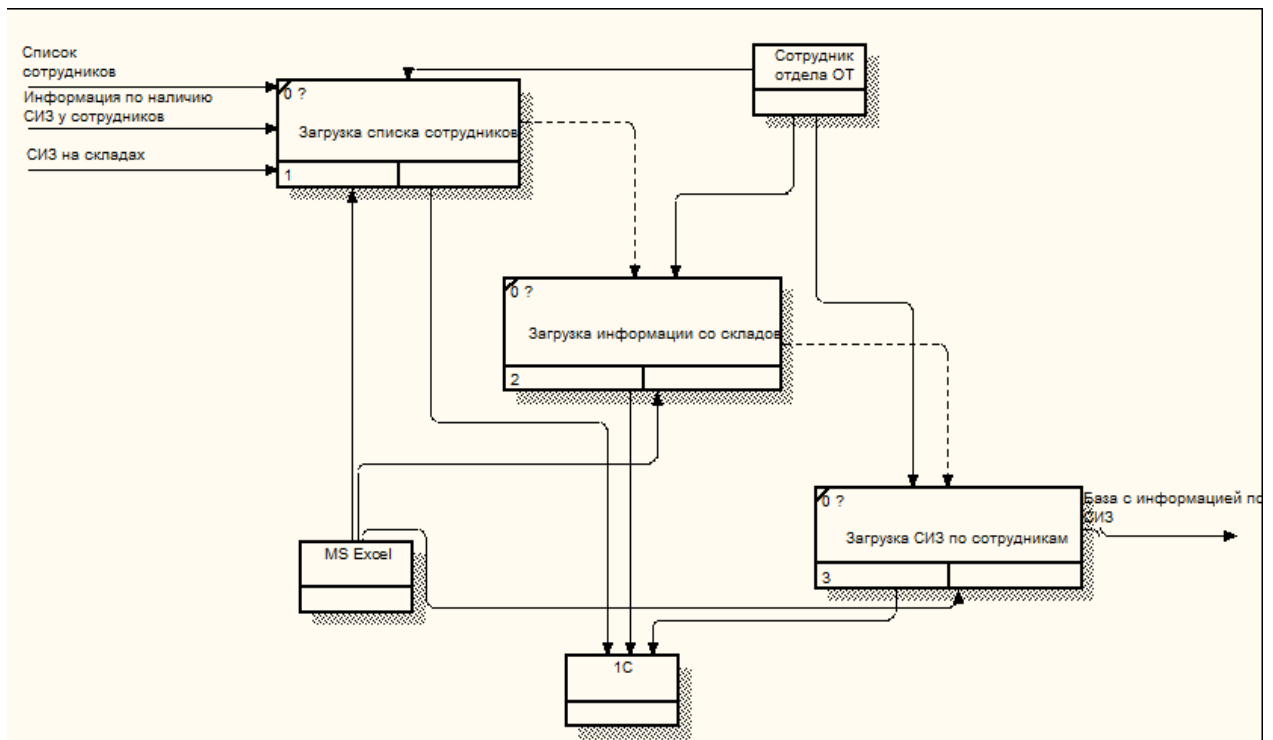 Список
сотрудников
Информация по наличию
СИЗ у сотрудников
СИЗ на складах
0 ?
Загрузка списка сотрудников
1
Сотрудник
отдела ОТ
0 ?
Загрузка информации со складов
2
0 ?
Загрузка СИЗ по сотрудникам
3
База с информацией по
СИЗ
MS Excel
1С